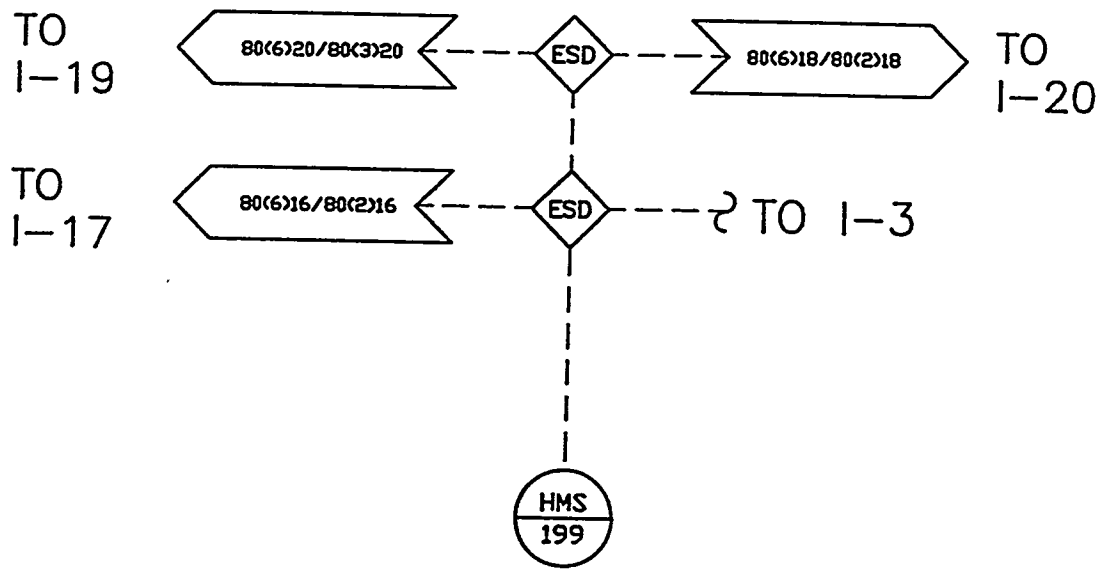 TO
I-19
80(6)20/80(3)20
ESD
80(6)18/80(2)18
TO
I-20
TO
I-17
80(6)16/80(2)16
ESD
TO I-3
HMS
199